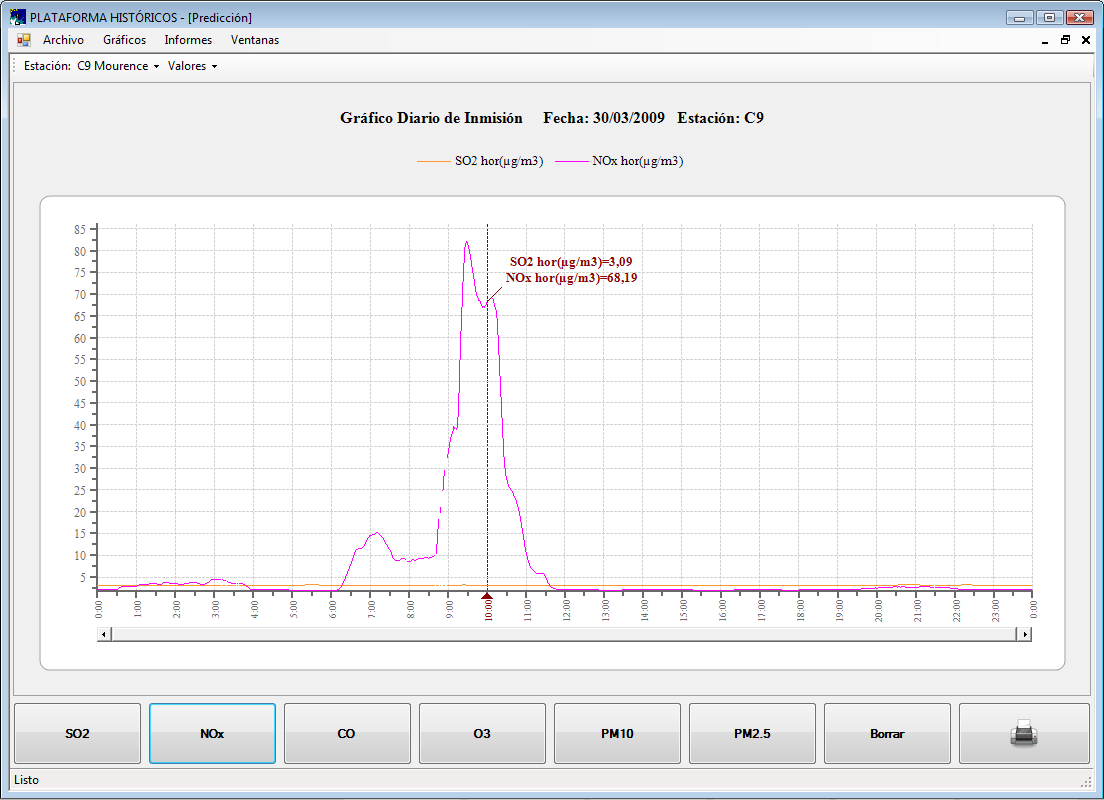 PLATAFORMA HISTÓRICOS - [Predicción]
Archivo Gráficos Informes Ventanas
Estación: C9 Mourence Valores
Gráfico Diario de Inmisión Fecha: 30/03/2009 Estación: C9
SO2 hor(µg/m3) NOx hor(µg/m3)
85
80
75
70
65
60
55
50
45
40
35
30
25
20
15
10
5
SO2 hor(µg/m3)=3,09
NOx hor(µg/m3)=68,19
0:00 1:00 2:00 3:00 4:00 5:00 6:00 7:00 8:00 9:00 10:00 11:00 12:00 13:00 14:00 15:00 16:00 17:00 18:00 19:00 20:00 21:00 22:00 23:00 0:00
SO2 NOx CO O3 PM10 PM2.5 Borrar
Listo